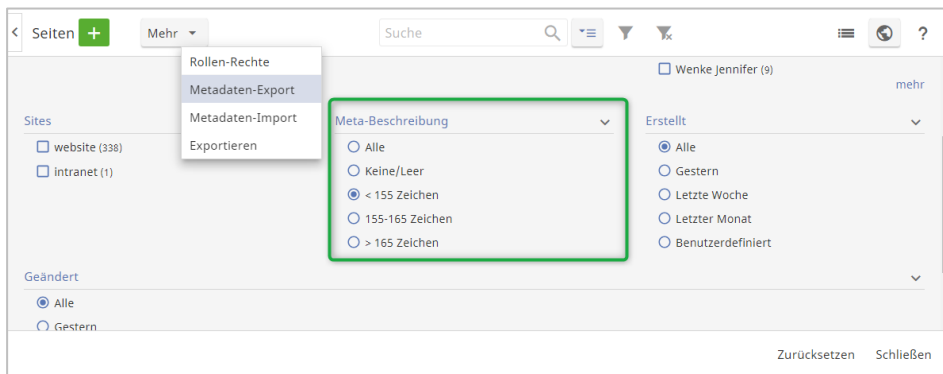 Seiten + Mehr Suche ?
Rollen-Rechte
Metadaten-Export
Metadaten-Import
Exportieren
Wenke Jennifer (9)
mehr
Sites
website (338)
intranet (1)
Meta-Beschreibung
Alle
Keine/Leer
< 155 Zeichen
155-165 Zeichen
> 165 Zeichen
Erstellt
Alle
Gestern
Letzte Woche
Letzter Monat
Benutzerdefiniert
Geändert
Alle
Gestern
Zurücksetzen Schließen